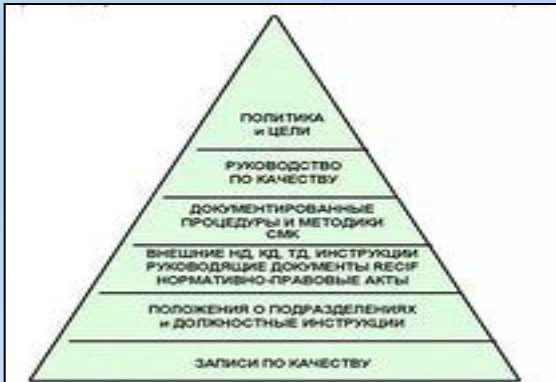 ПОЛИТИКА
и ЦЕЛИ
РУКОВОДСТВО
ПО КАЧЕСТВУ
ДОКУМЕНТИРОВАННЫЕ
ПРОЦЕДУРЫ И МЕТОДИКИ
СМК
ВНЕШНИЕ НД, КД, ТД, ИНСТРУКЦИИ
РУКОВОДЯЩИЕ ДОКУМЕНТЫ RECIF
НОРМАТИВНО-ПРАВОВЫЕ АКТЫ
ПОЛОЖЕНИЯ О ПОДРАЗДЕЛЕНИЯХ
и ДОЛЖНОСТНЫЕ ИНСТРУКЦИИ
ЗАПИСИ ПО КАЧЕСТВУ